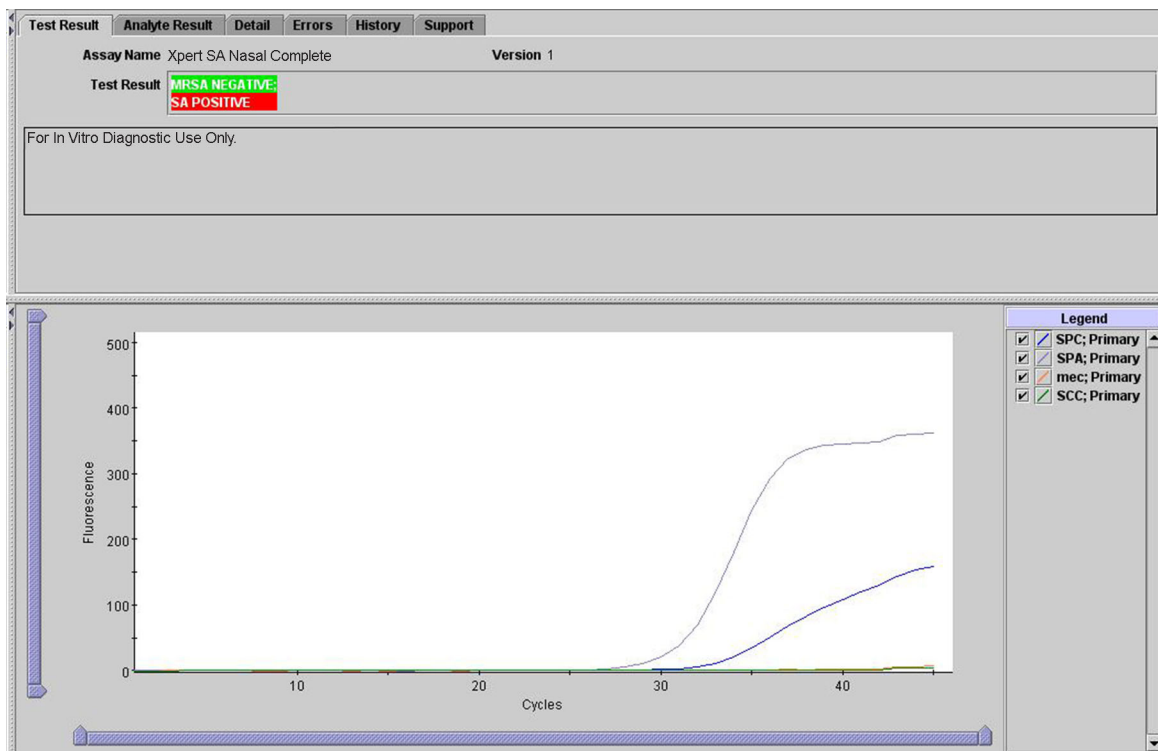 Test Result Analyte Result Detail Errors History Support
Assay Name Xpert SA Nasal Complete Version 1
Test Result MRSA NEGATIVE;
SA POSITIVE
For In Vitro Diagnostic Use Only.
Legend
SPC; Primary
SPA; Primary
mec; Primary
SCC; Primary
500
400
300
200
100
0
Fluorescence
10 20 30 40
Cycles